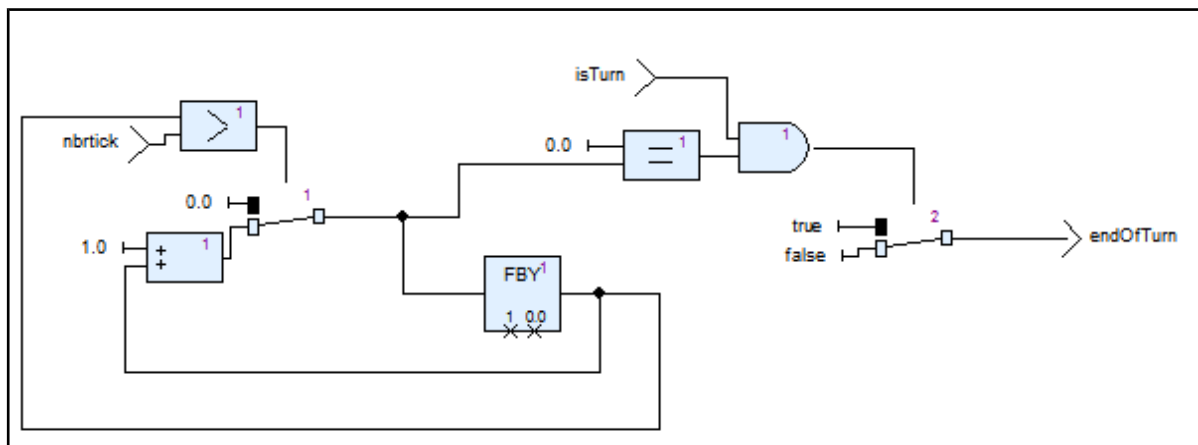 isTurn
1
>
nbrtick
0.0
1
=
1
0.0
1
1.0
+
+
1
true
false
2
endOfTurn
FBY
1
1
0.0